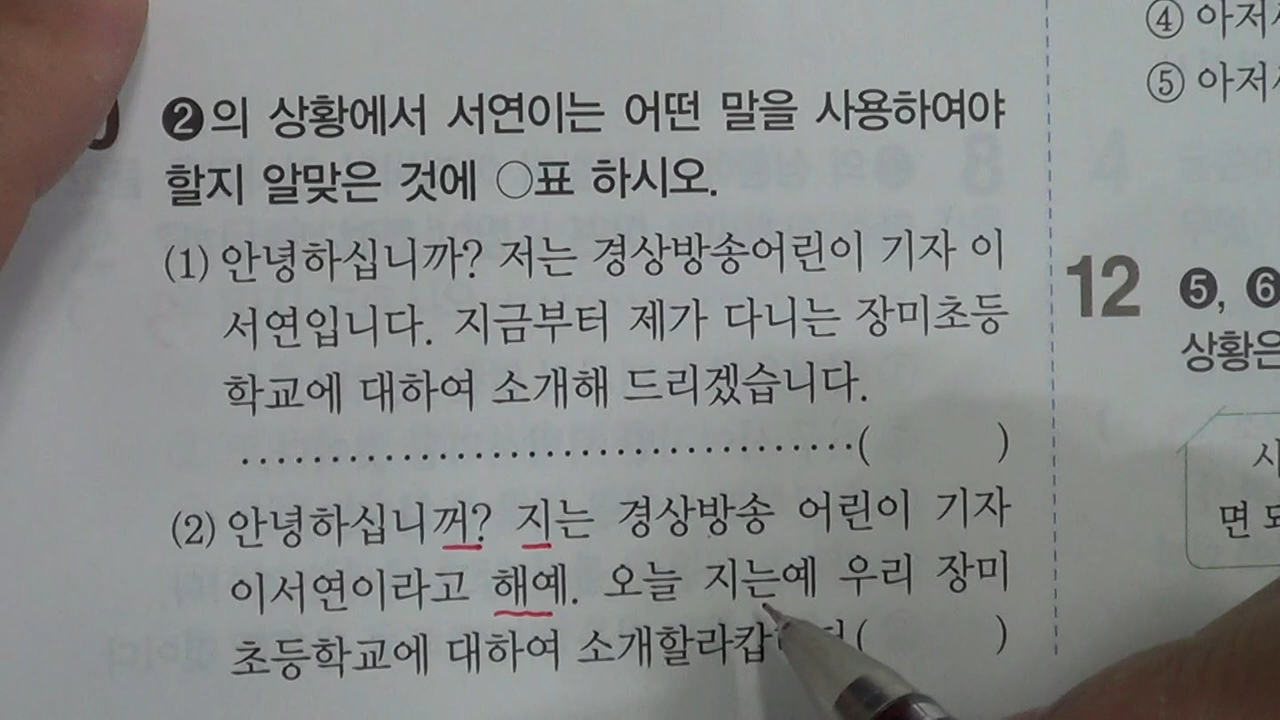 ❷의 상황에서 서연이는 어떤 말을 사용하여야
할지 알맞은 것에 ○표 하시오.
(1) 안녕하십니까? 저는 경상방송어린이 기자 이
서연입니다. 지금부터 제가 다니는 장미초등
학교에 대하여 소개해 드리겠습니다.
( )
(2) 안녕하십니꺼? 지는 경상방송 어린이 기자
이서연이라고 해예. 오늘 지는예 우리 장미
초등학교에 대하여 소개할라캅 ( )
④
⑤
12 ❺, ❻